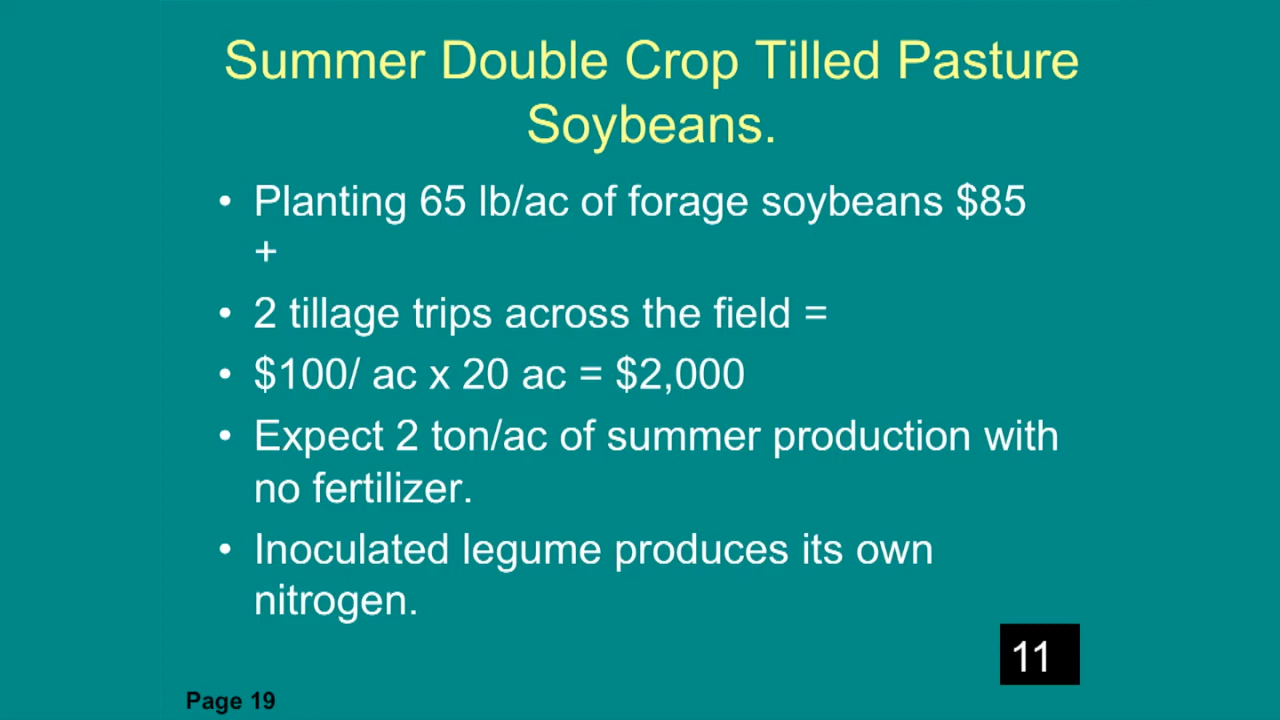 Summer Double Crop Tilled Pasture
Soybeans.
• Planting 65 lb/ac of forage soybeans $85
+
• 2 tillage trips across the field =
• $100/ ac x 20 ac = $2,000
• Expect 2 ton/ac of summer production with
no fertilizer.
• Inoculated legume produces its own
nitrogen.
11
Page 19